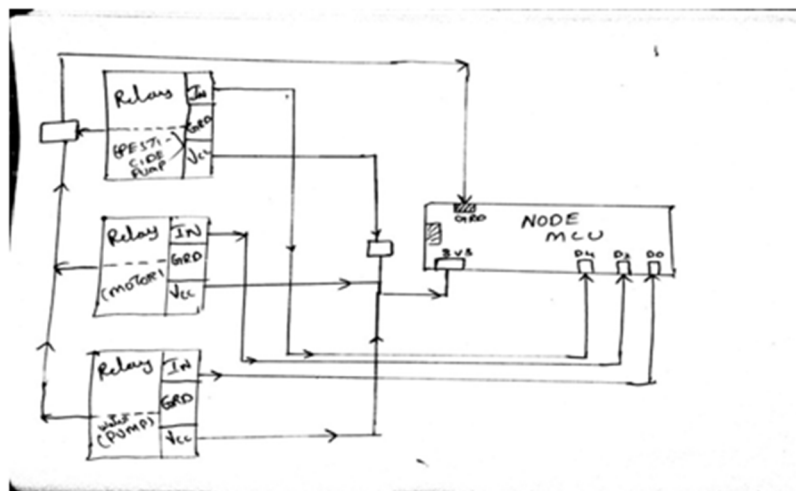 Relay
IN
GRD
(PESTI-
CIDE
PUMP)
Vcc
Relay
IN
GRD
(MOTOR)
Vcc
Relay
IN
GRD
water
(PUMP)
Vcc
GRD
NODE
MCU
3V3
D4
D0